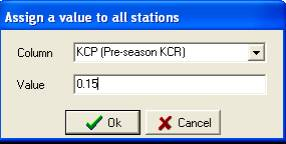 Assign a value to all stations
Column KCP (Pre-season KCR)
Value 0.15
Ok Cancel